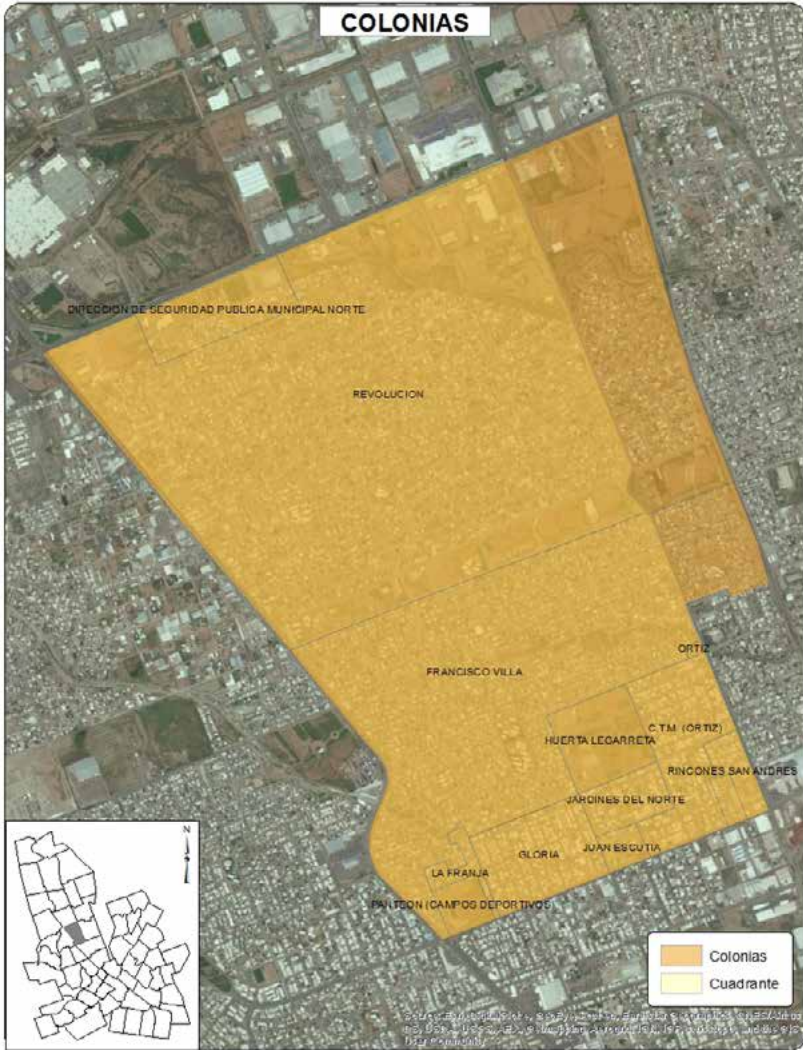 COLONIAS
DIRECCION DE SEGURIDAD PUBLICA MUNICIPAL NORTE
REVOLUCION
ORTIZ
FRANCISCO VILLA
C.T.M. (ORTIZ)
HUERTA LEGARRETA
RINCONES SAN ANDRES
JARDINES DEL NORTE
JUAN ESCUTIA
GLORIA
LA FRANJA
PANTEON (CAMPOS DEPORTIVOS)
N
Colonias
Cuadrante